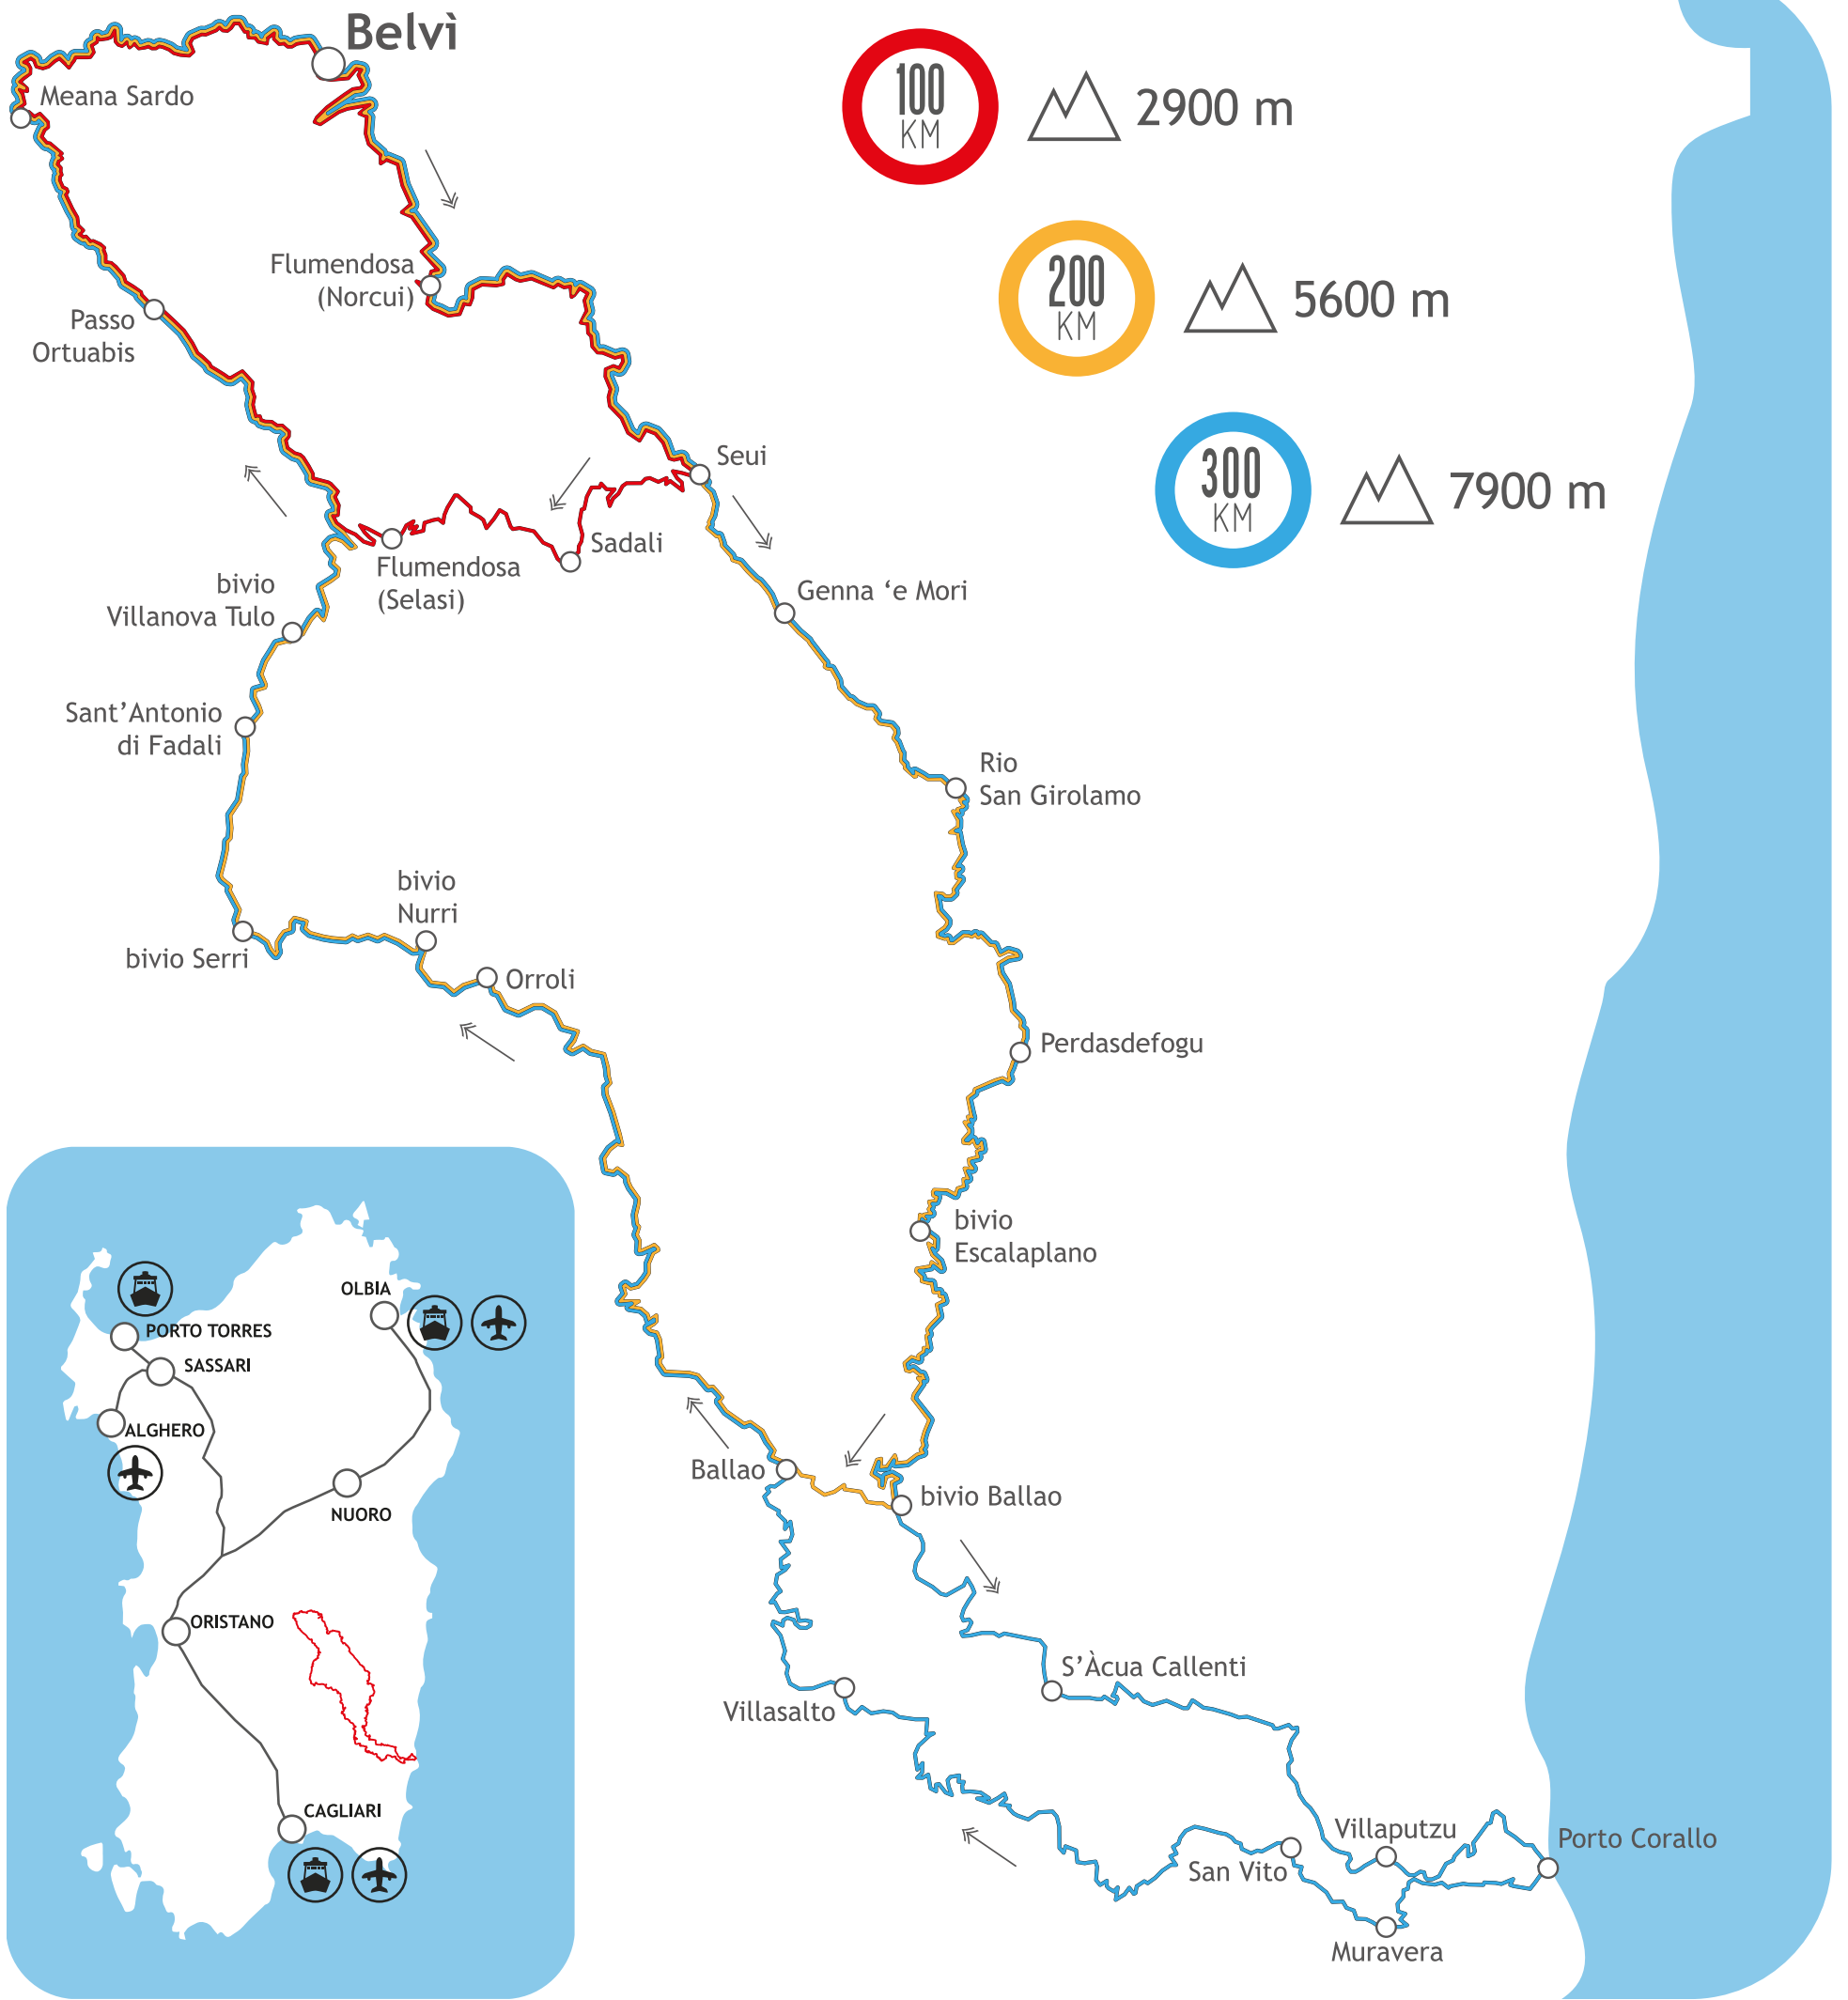 Belvì
Meana Sardo
100
KM
2900 m
Flumendosa
(Norcui)
200
KM
5600 m
Passo
Ortuabis
300
KM
7900 m
Seui
Sadali
Flumendosa
(Selasi)
bivio
Villanova Tulo
Genna ‘e Mori
Sant’Antonio
di Fadali
Rio
San Girolamo
bivio
Nurri
bivio Serri
Orroli
Perdasdefogu
bivio
Escalaplano
Ballao
bivio Ballao
S’Àcua Callenti
Villasalto
Villaputzu
Porto Corallo
San Vito
Muravera
OLBIA
PORTO TORRES
SASSARI
ALGHERO
NUORO
ORISTANO
CAGLIARI